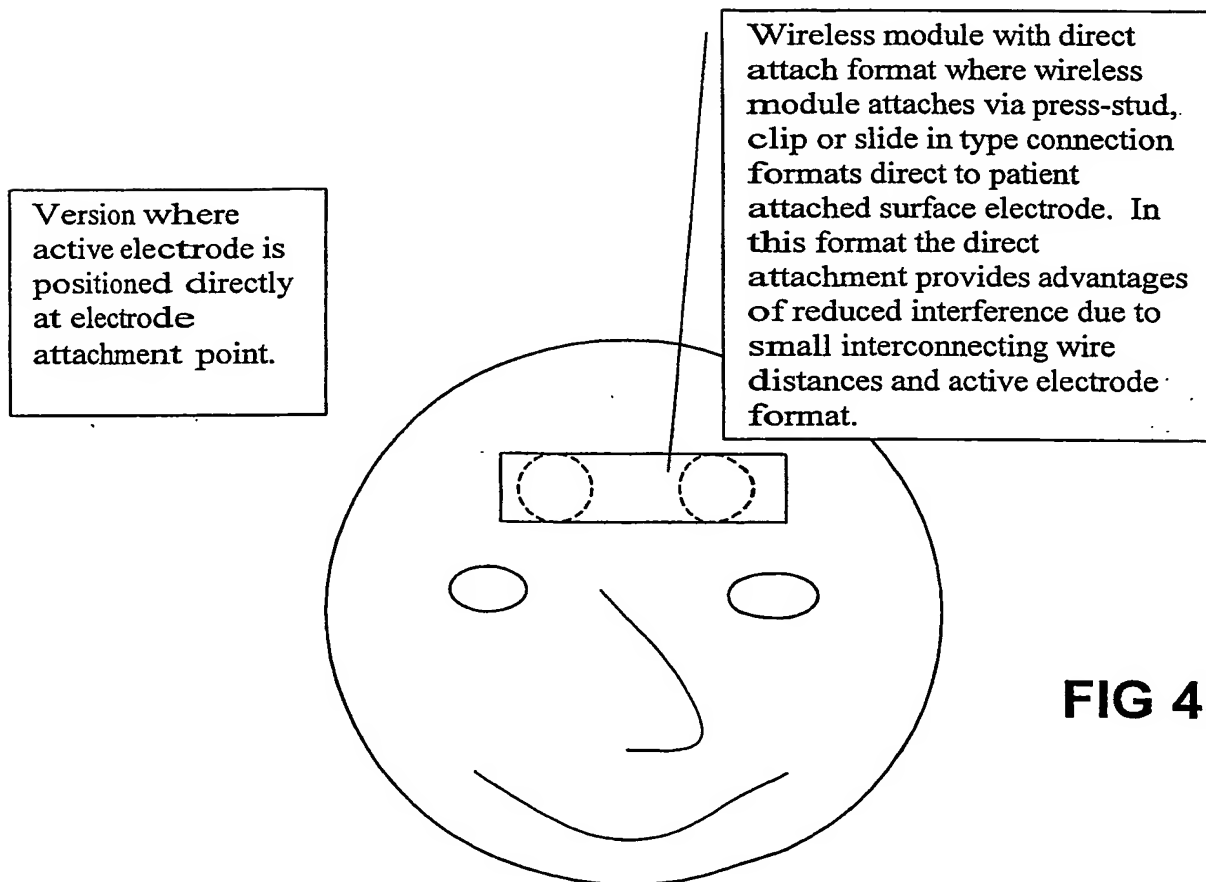 Version where
active electrode is
positioned directly
at electrode
attachment point.
Wireless module with direct
attach format where wireless
module attaches via press-stud,
clip or slide in type connection
formats direct to patient
attached surface electrode. In
this format the direct
attachment provides advantages
of reduced interference due to
small interconnecting wire
distances and active electrode
format.
FIG 4